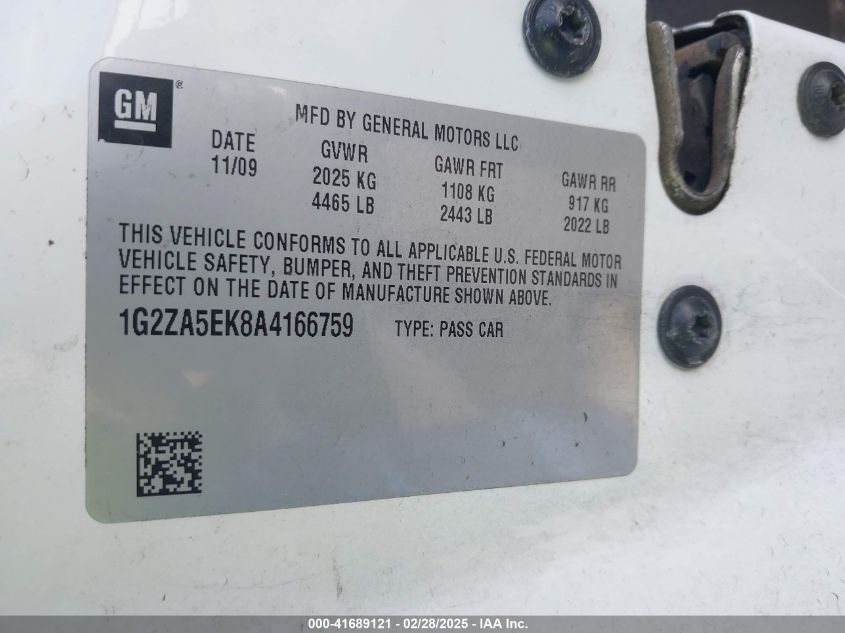 GM ®
MFD BY GENERAL MOTORS LLC
DATE GVWR GAWR FRT GAWR RR
11/09 2025 KG 1108 KG 917 KG
4465 LB 2443 LB 2022 LB
THIS VEHICLE CONFORMS TO ALL APPLICABLE U.S. FEDERAL MOTOR
VEHICLE SAFETY, BUMPER, AND THEFT PREVENTION STANDARDS IN
EFFECT ON THE DATE OF MANUFACTURE SHOWN ABOVE.
1G2ZA5EK8A4166759 TYPE: PASS CAR
000-41689121 - 02/28/2025 - IAA Inc.